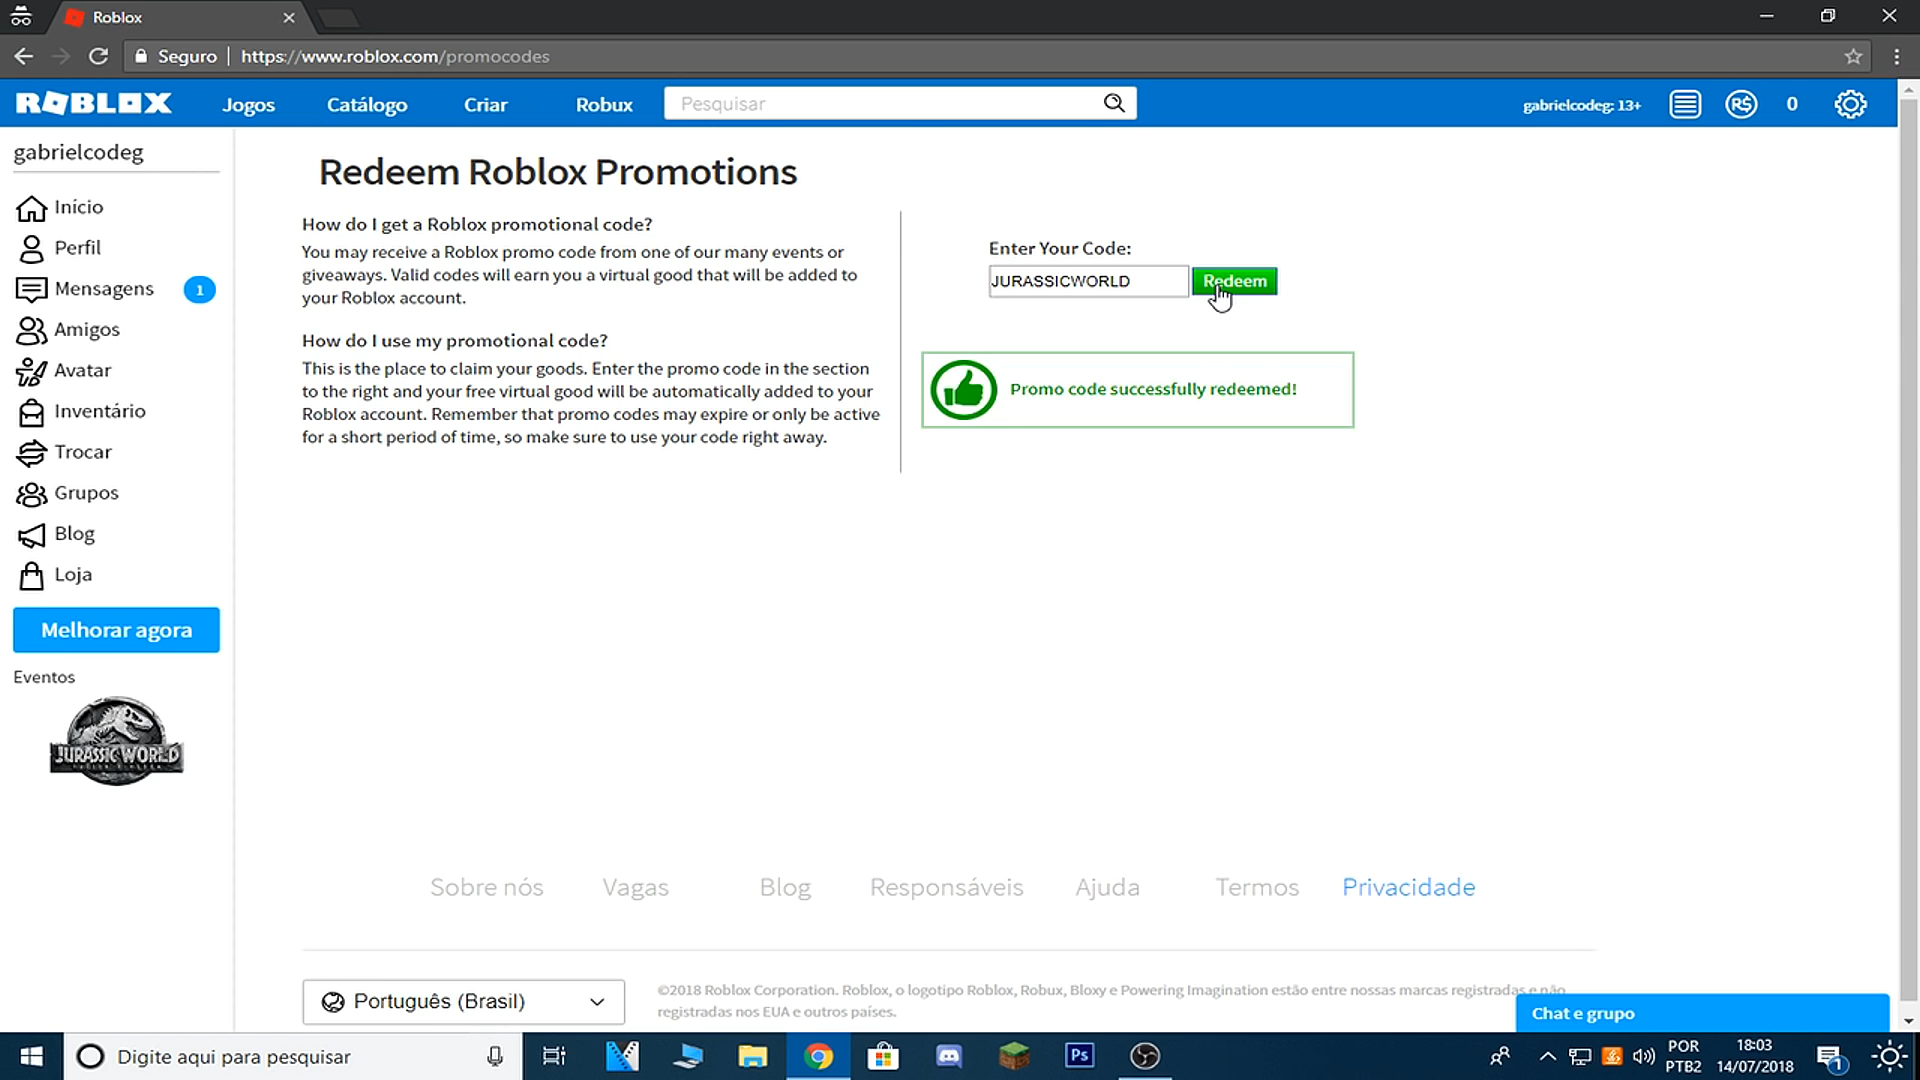 Roblox
Seguro | https://www.roblox.com/promocodes
ROBLOX
Jogos
Catálogo
Criar
Robux
Pesquisar
gabrielcodeg: 13+
R$
0
gabrielcodeg
Início
Perfil
Mensagens
1
Amigos
Avatar
Inventário
Trocar
Grupos
Blog
Loja
Melhorar agora
Eventos
JURASSIC WORLD
Redeem Roblox Promotions
How do I get a Roblox promotional code?
You may receive a Roblox promo code from one of our many events or
giveaways. Valid codes will earn you a virtual good that will be added to
your Roblox account.
How do I use my promotional code?
This is the place to claim your goods. Enter the promo code in the section
to the right and your free virtual good will be automatically added to your
Roblox account. Remember that promo codes may expire or only be active
for a short period of time, so make sure to use your code right away.
Enter Your Code:
JURASSICWORLD
Redeem
Promo code successfully redeemed!
Sobre nós
Vagas
Blog
Responsáveis
Ajuda
Termos
Privacidade
Português (Brasil)
©2018 Roblox Corporation. Roblox, o logotipo Roblox, Robux, Bloxy e Powering Imagination estão entre nossas marcas registradas e não
registradas nos EUA e outros países.
Chat e grupo
Digite aqui para pesquisar
Ps
POR
PTB2
18:03
14/07/2018
1